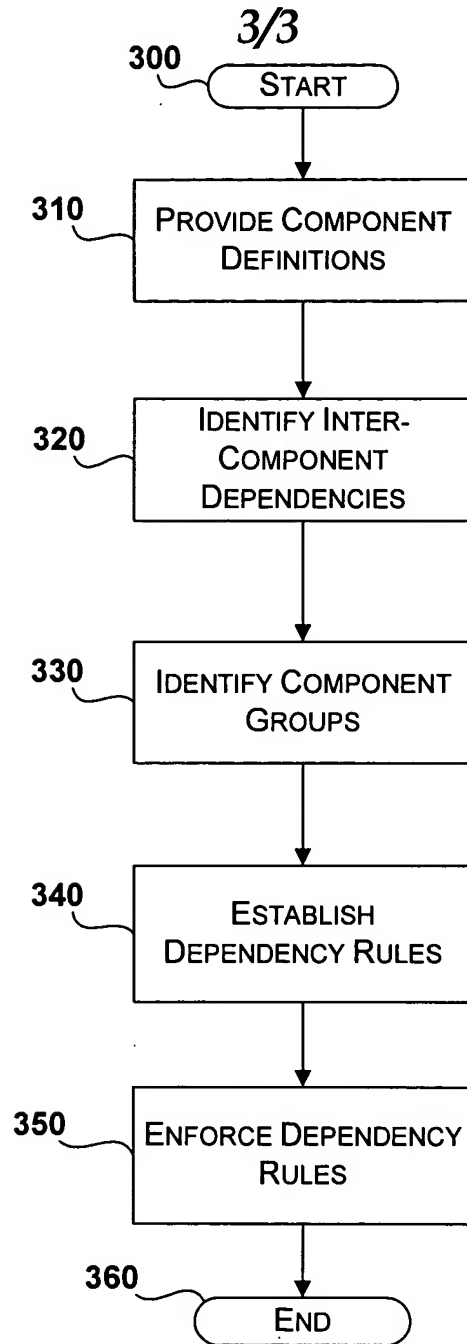 3/3
300
START
310
PROVIDE COMPONENT
DEFINITIONS
320
IDENTIFY INTER-
COMPONENT
DEPENDENCIES
330
IDENTIFY COMPONENT
GROUPS
340
ESTABLISH
DEPENDENCY RULES
350
ENFORCE DEPENDENCY
RULES
360
END